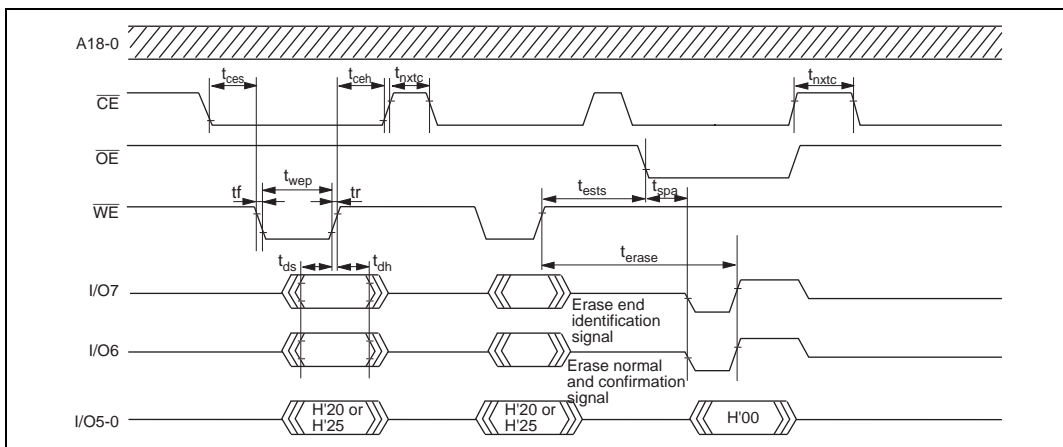 A18-0
tces
tceh
tnxtc
tnxtc
CE
OE
tf
twep
tr
tests
tspa
WE
terase
tds
tdh
I/O7
Erase end
identification
signal
I/O6
Erase normal
and confirmation
signal
I/O5-0
H'20 or
H'25
H'20 or
H'25
H'00